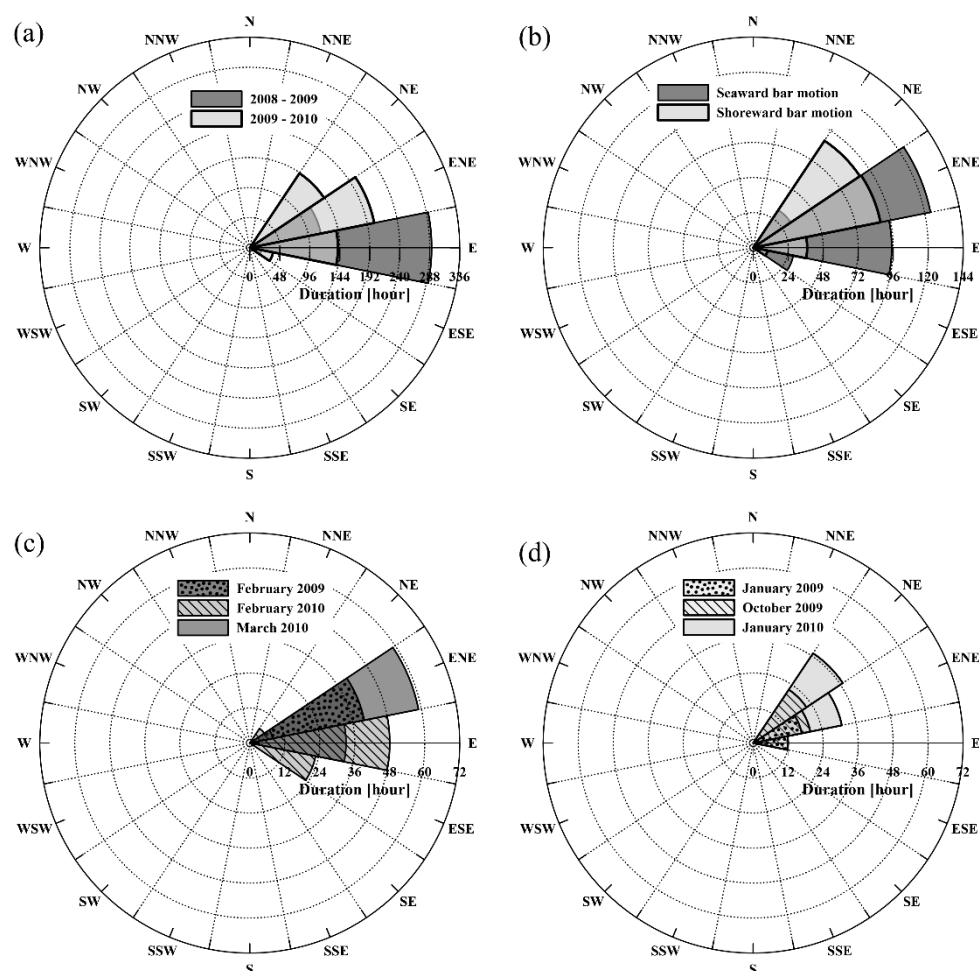 (a)
N
NNW
NNE
NW
NE
2008 - 2009
2009 - 2010
WNW
ENE
W
E
0 48 96 144 192 240 288 336
Duration [hour]
WSW
ESE
SW
SE
SSW
SSE
S
(b)
N
NNW
NNE
NW
NE
Seaward bar motion
Shoreward bar motion
WNW
ENE
W
E
0 24 48 72 96 120 144
Duration [hour]
WSW
ESE
SW
SE
SSW
SSE
S
(c)
N
NNW
NNE
NW
NE
February 2009
February 2010
March 2010
WNW
ENE
W
E
0 12 24 36 48 60 72
Duration [hour]
WSW
ESE
SW
SE
SSW
SSE
S
(d)
N
NNW
NNE
NW
NE
January 2009
October 2009
January 2010
WNW
ENE
W
E
0 12 24 36 48 60 72
Duration [hour]
WSW
ESE
SW
SE
SSW
SSE
S